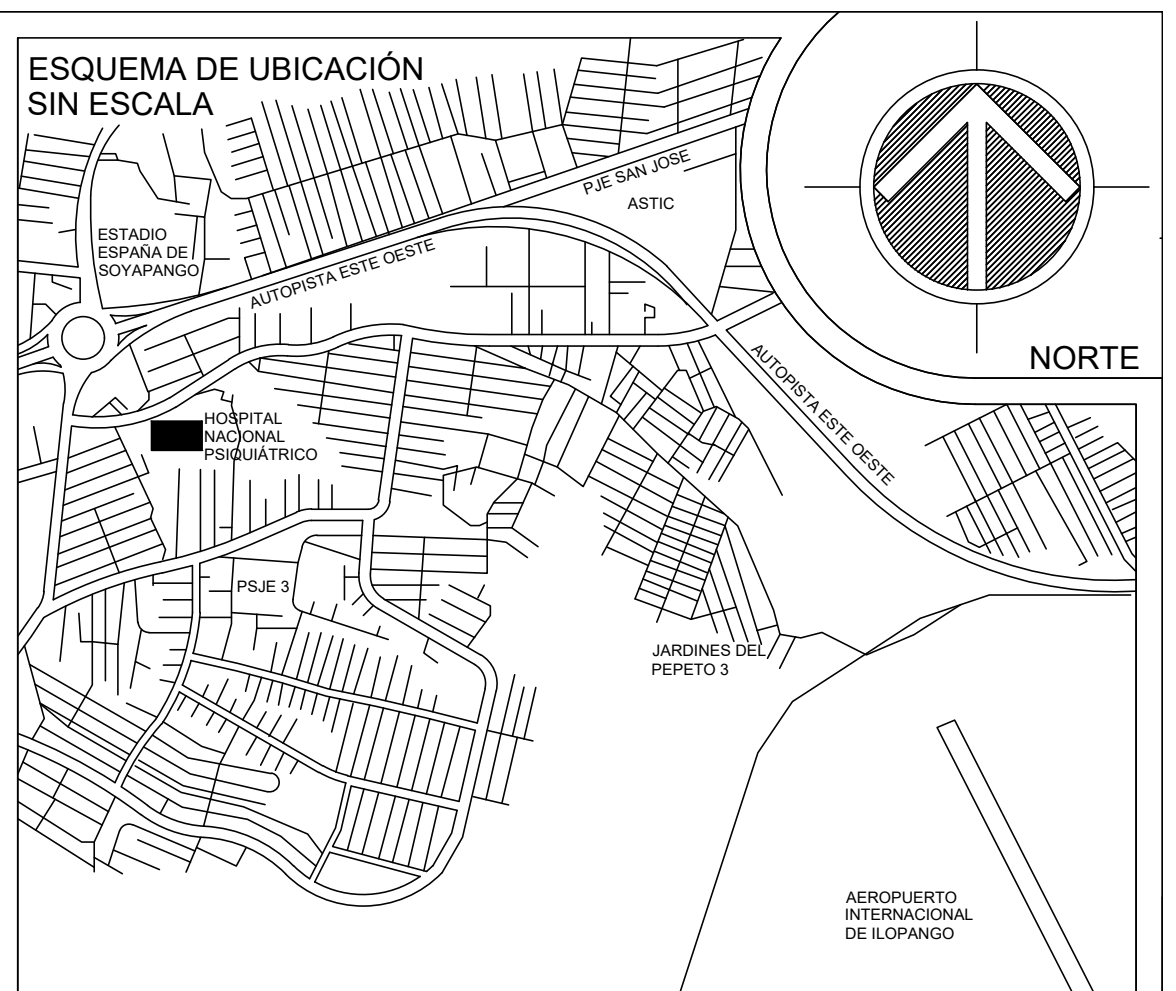 ESQUEMA DE UBICACIÓN
SIN ESCALA
NORTE
PJE SAN JOSE
ASTIC
ESTADIO
ESPAÑA DE
SOYAPANGO
AUTOPISTA ESTE OESTE
AUTOPISTA ESTE OESTE
HOSPITAL
NACIONAL
PSIQUIÁTRICO
PSJE 3
JARDINES DEL
PEPETO 3
AEROPUERTO
INTERNACIONAL
DE ILOPANGO